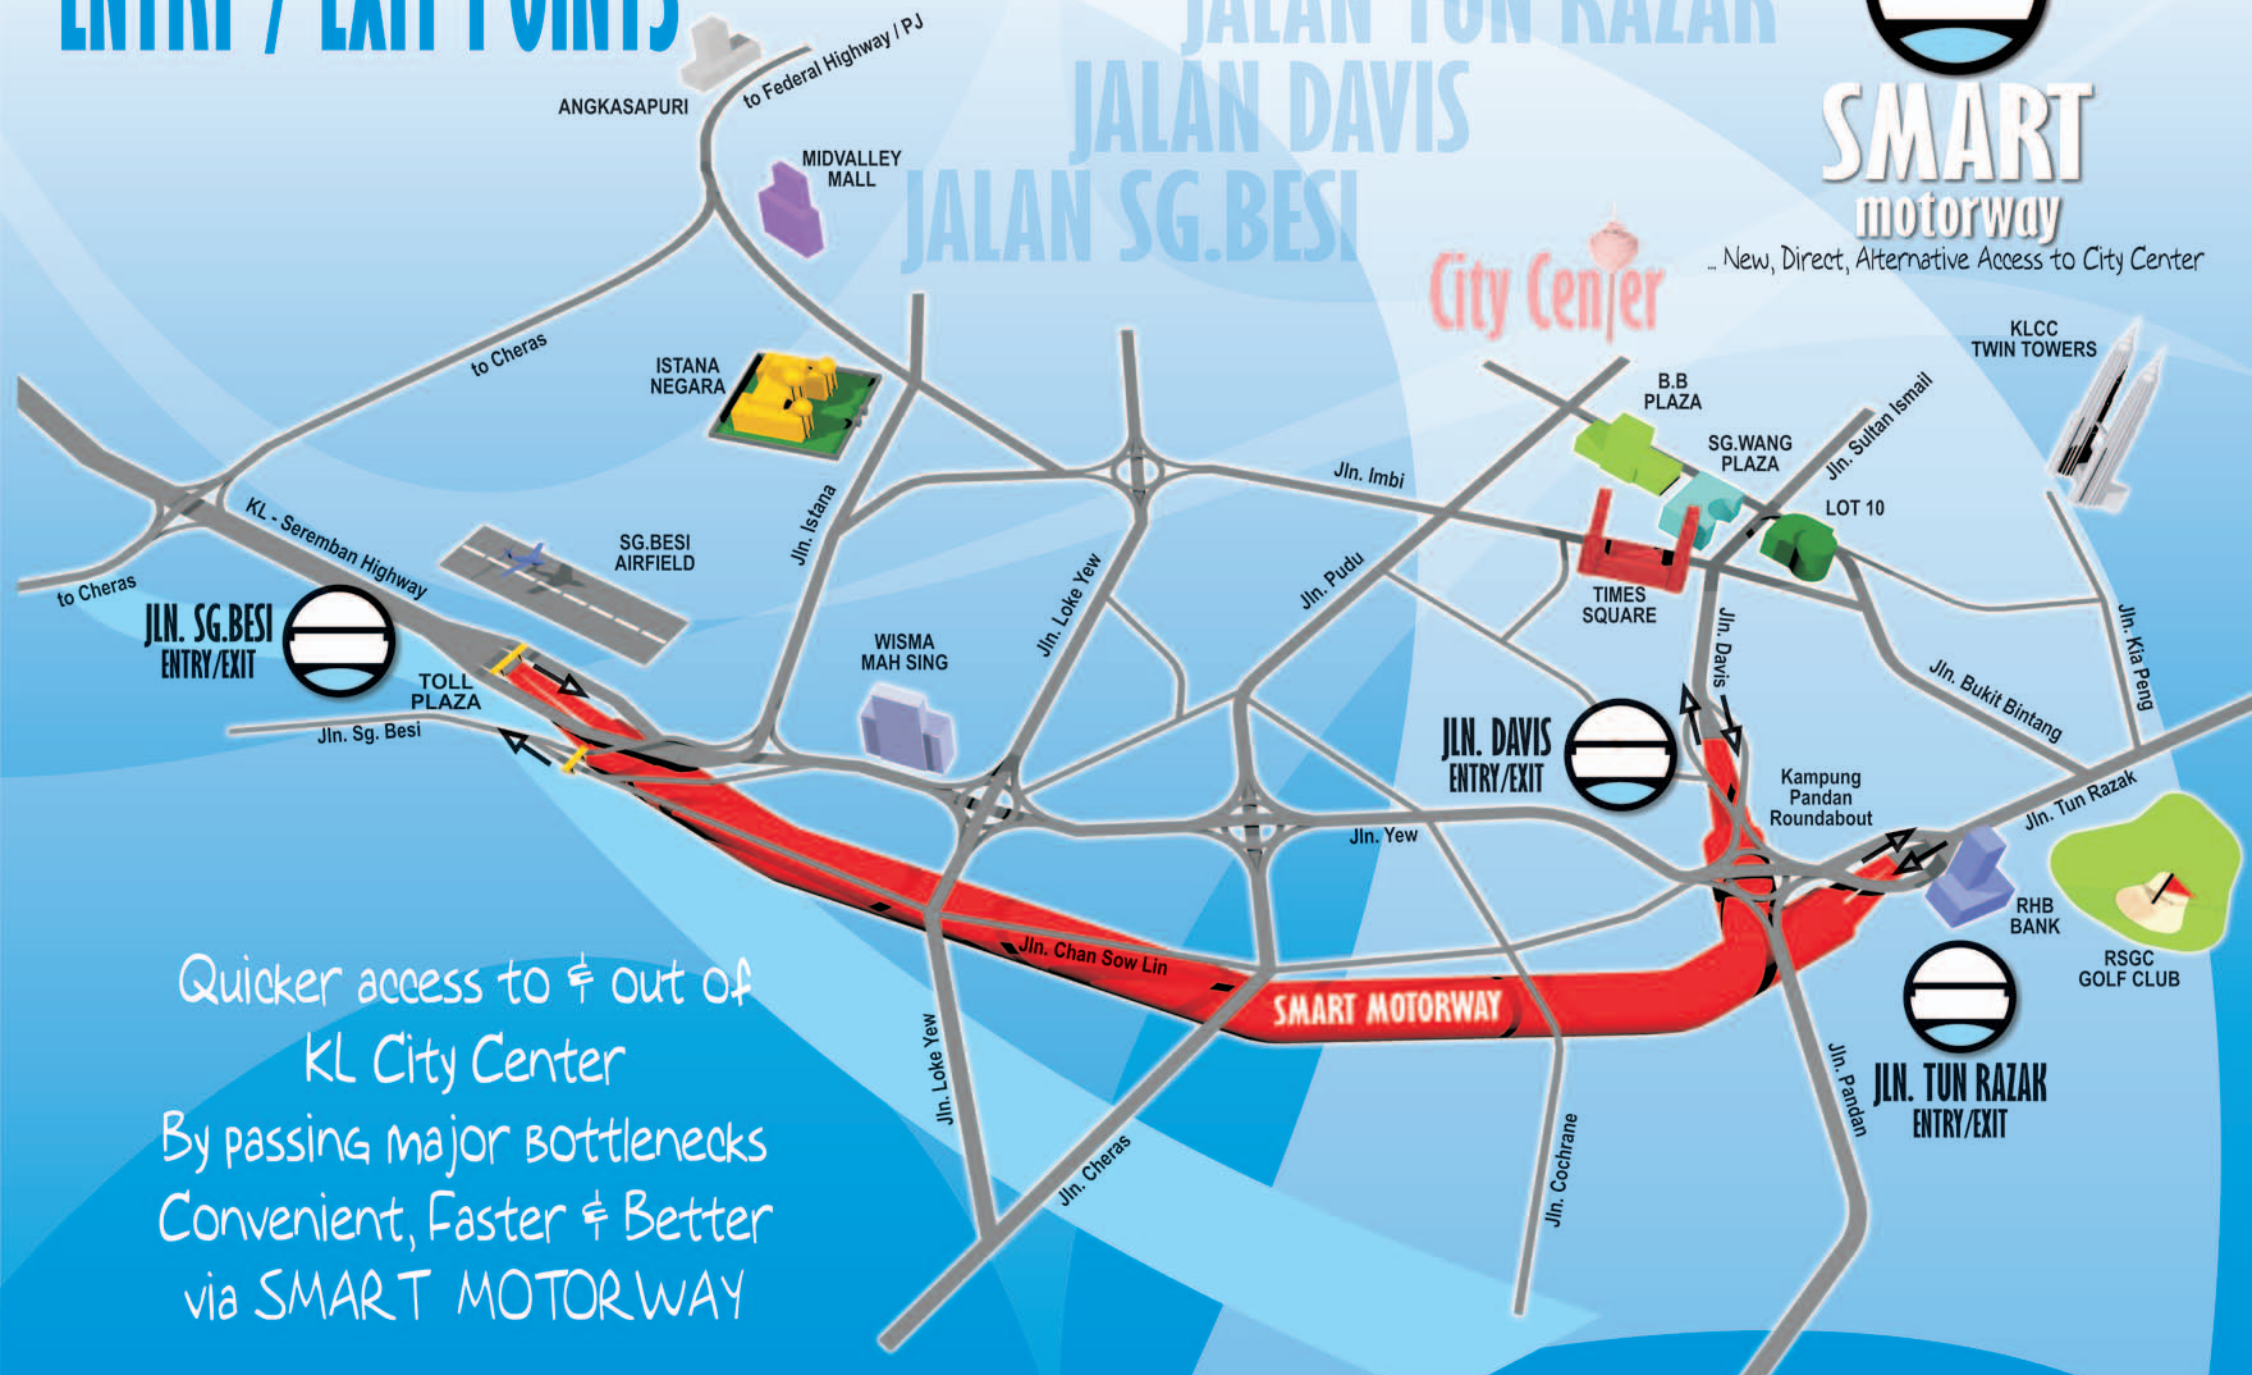 ENTRY / EXIT POINTS
JALAN TUN RAZAK
JALAN DAVIS
JALAN SG.BESI
SMART
motorway
... New, Direct, Alternative Access to City Center
ANGKASAPURI
to Federal Highway / PJ
MIDVALLEY
MALL
City Center
KLCC
TWIN TOWERS
to Cheras
ISTANA
NEGARA
B.B
PLAZA
SG.WANG
PLAZA
Jln. Sultan Ismail
LOT 10
Jln. Imbi
KL - Seremban Highway
SG.BESI
AIRFIELD
Jln. Istana
Jln. Loke Yew
Jln. Pudu
TIMES
SQUARE
Jln. Davis
Jln. Kia Peng
Jln. Bukit Bintang
to Cheras
JLN. SG.BESI
ENTRY/EXIT
TOLL
PLAZA
Jln. Sg. Besi
WISMA
MAH SING
JLN. DAVIS
ENTRY/EXIT
Kampung
Pandan
Roundabout
Jln. Tun Razak
Jln. Yew
RHB
BANK
RSGC
GOLF CLUB
Jln. Chan Sow Lin
SMART MOTORWAY
Jln. Loke Yew
Jln. Cheras
Jln. Cochrane
Jln. Pandan
JLN. TUN RAZAK
ENTRY/EXIT
Quicker access to & out of
KL City Center
By passing major Bottlenecks
Convenient, Faster & Better
via SMART MOTORWAY